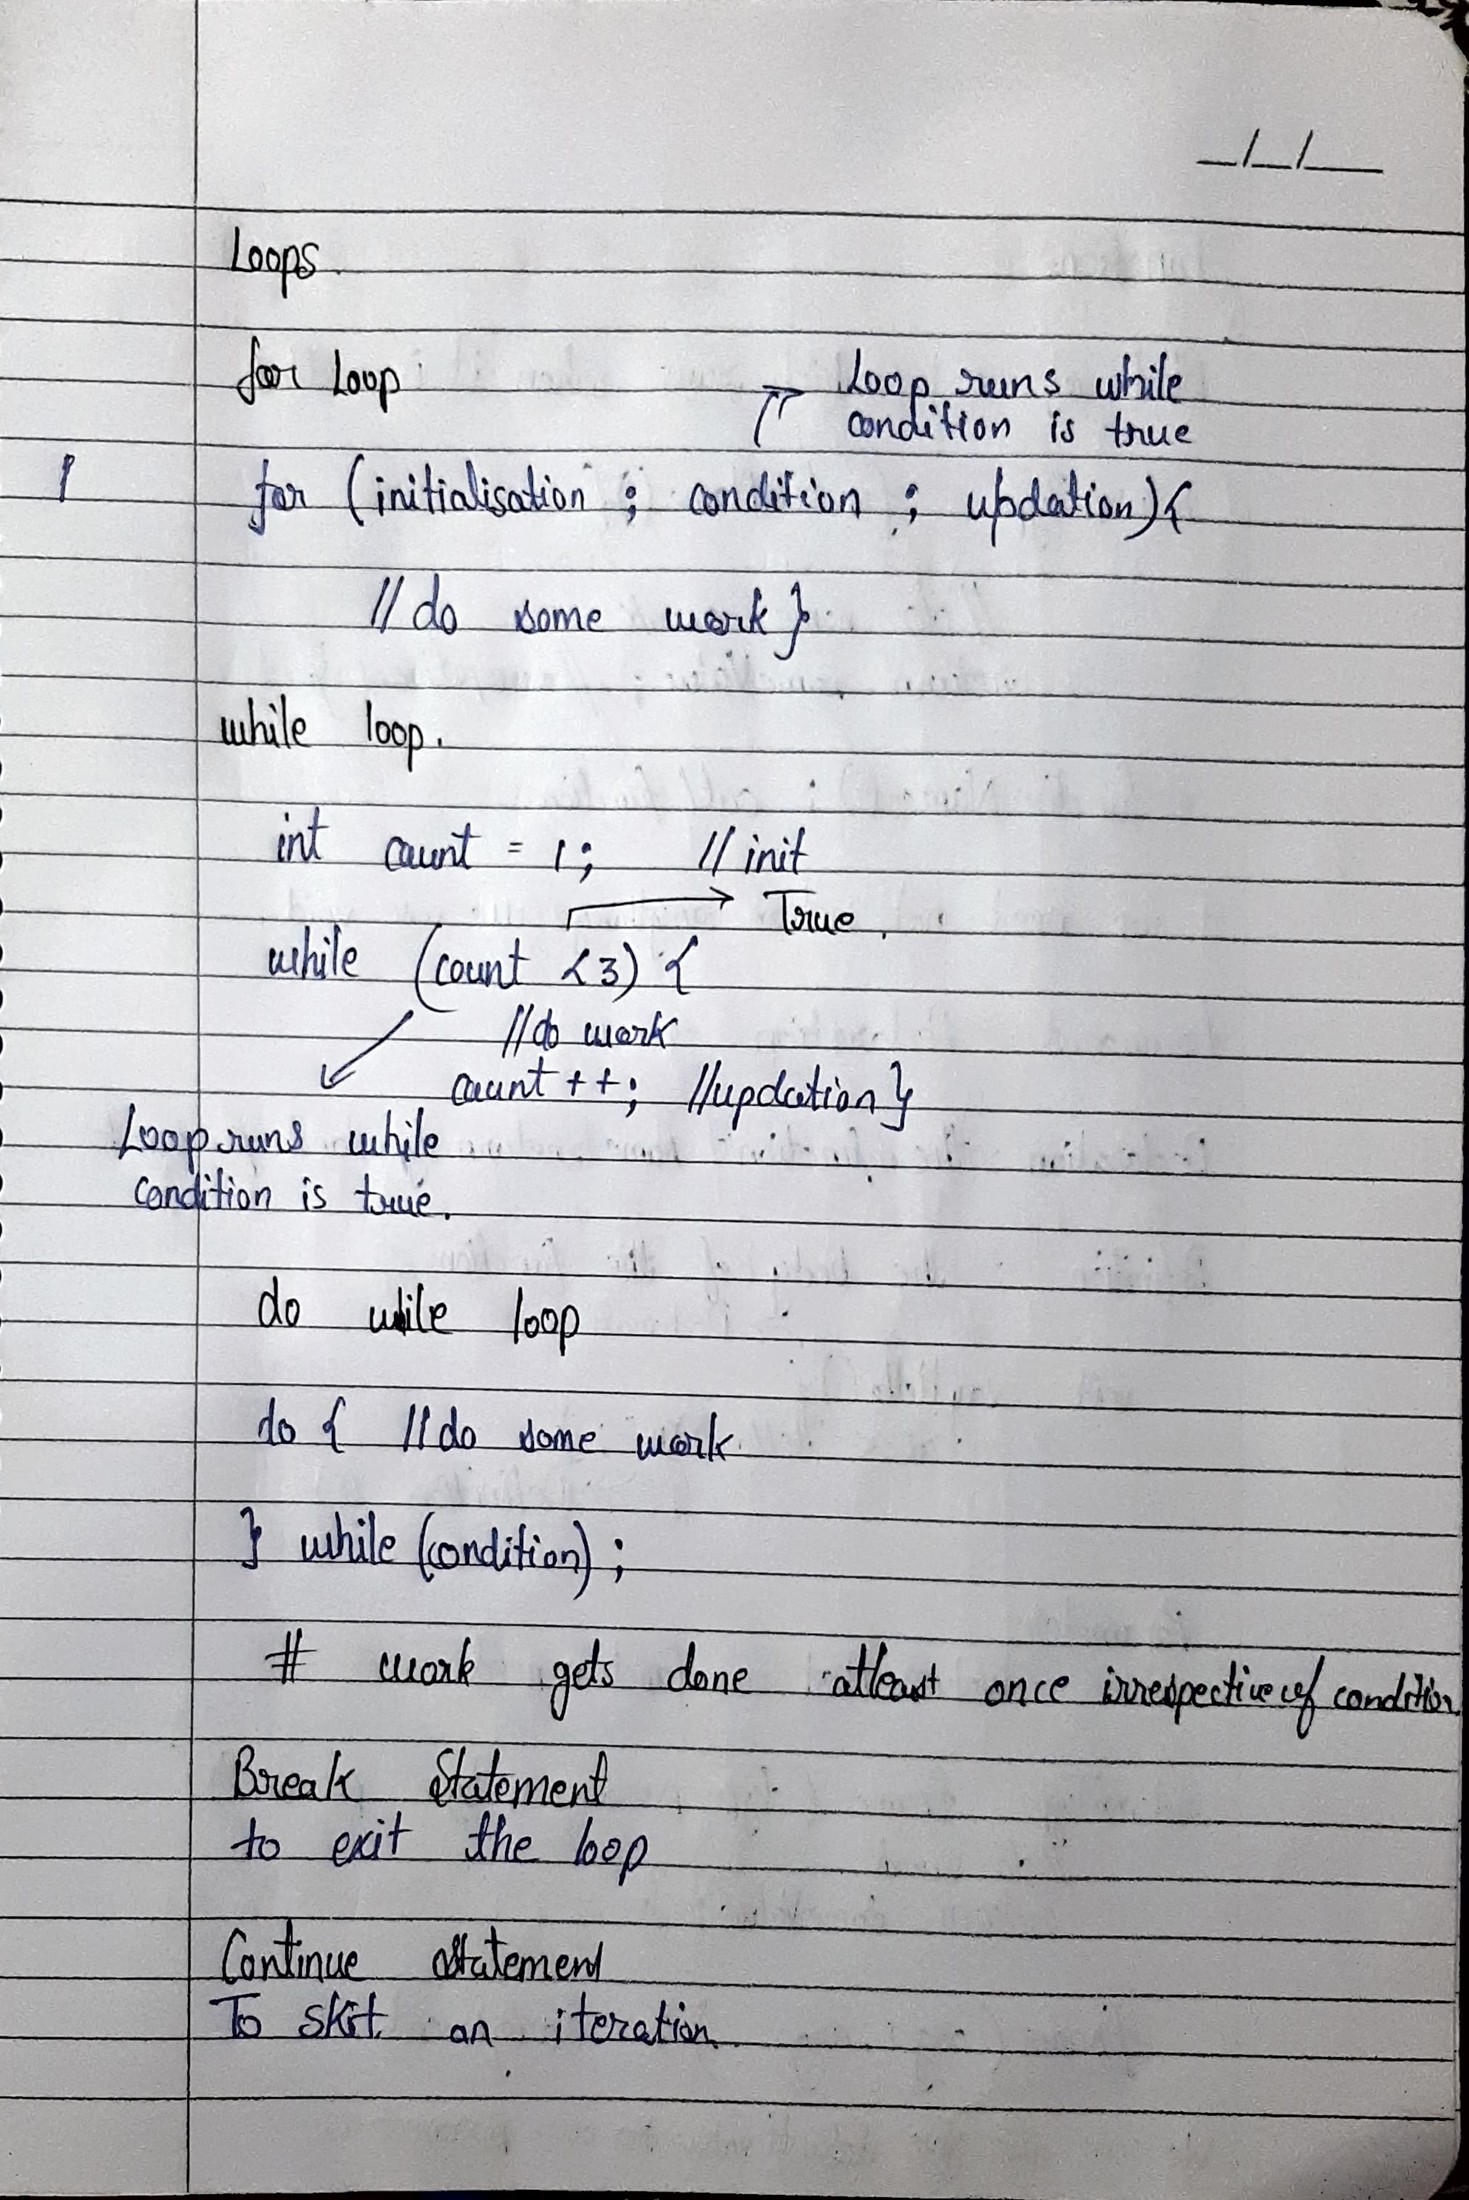 _/_/__
Loops.
for Loop
Loop runs while
condition is true
for (initialisation ; condition ; updation){
//do some work}
while loop.
int count = 1; // init
True.
while (count <3) {
//do work
count ++; //updation}
Loop runs while
condition is true.
do while loop
do { //do some work
} while (condition) ;
# work gets done atleast once irrespective of condition
Break Statement
to exit the loop
Continue statement
To skit an iteration.